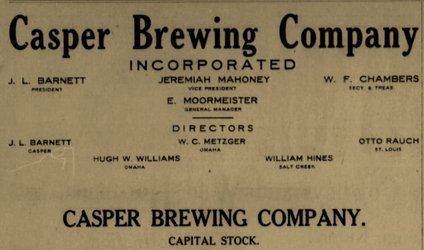 Casper Brewing Company
INCORPORATED
J. L. BARNETT JEREMIAH MAHONEY W. F. CHAMBERS
PRESIDENT VICE PRESIDENT SECY. & TREAS.
E. MOORMEISTER
GENERAL MANAGER
DIRECTORS
J. L. BARNETT W. C. METZGER OTTO RAUCH
CASPER OMAHA ST. LOUIS
HUGH W. WILLIAMS WILLIAM HINES
OMAHA SALT CREEK
CASPER BREWING COMPANY.
CAPITAL STOCK.